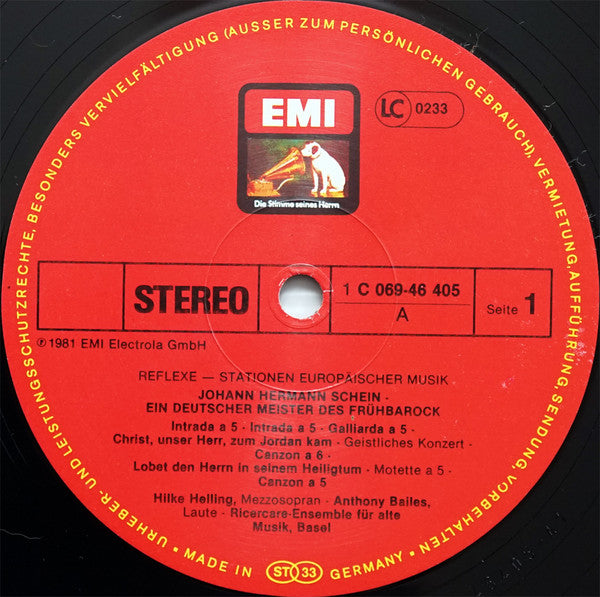 EMI
LC 0233
Die Stimme seines Herrn
STEREO
1 C 069-46 405
A
Seite 1
℗ 1981 EMI Electrola GmbH
REFLEXE — STATIONEN EUROPÄISCHER MUSIK
JOHANN HERMANN SCHEIN ·
EIN DEUTSCHER MEISTER DES FRÜHBAROCK
Intrada a 5 · Intrada a 5 · Galliarda a 5 ·
Christ, unser Herr, zum Jordan kam · Geistliches Konzert ·
Canzon a 6 ·
Lobet den Herrn in seinem Heiligtum · Motette a 5 ·
Canzon a 5
Hilke Helling, Mezzosopran · Anthony Bailes,
Laute · Ricercare-Ensemble für alte
Musik, Basel
URHEBER- UND LEISTUNGSSCHUTZRECHTE, BESONDERS VERVIELFÄLTIGUNG (AUSSER ZUM PERSÖNLICHEN GEBRAUCH), VERMIETUNG, AUFFÜHRUNG, SENDUNG, VORBEHALTEN ·
· MADE IN ST 33 GERMANY ·